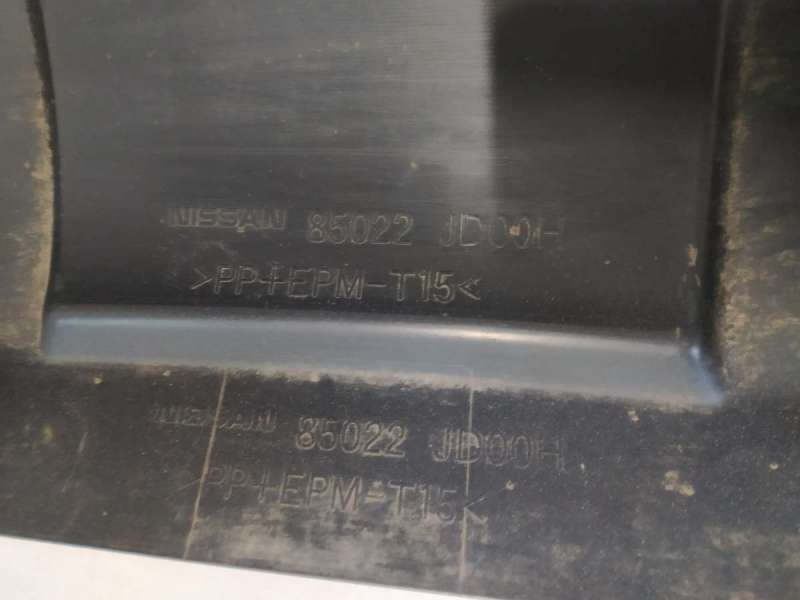 NISSAN 85022 JD00H
>PP+EPM-T15<
NISSAN 85022 JD00H
>PP+EPM-T15<